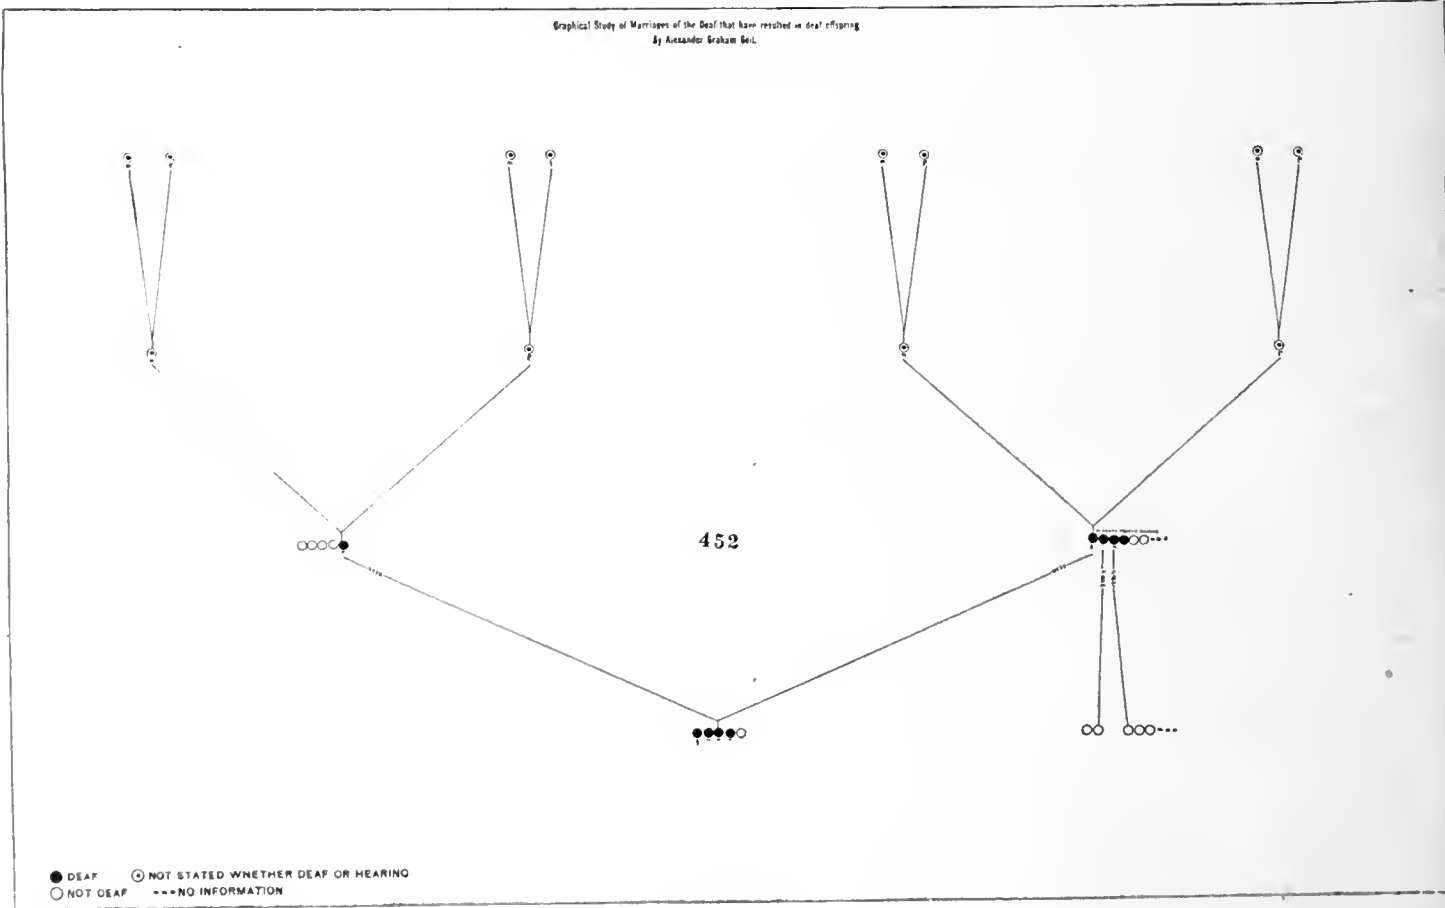 Graphical Study of Marriages of the Deaf that have resulted in deaf offspring
By Alexander Graham Bell.
452
DEAF NOT STATED WHETHER DEAF OR HEARING
NOT DEAF NO INFORMATION